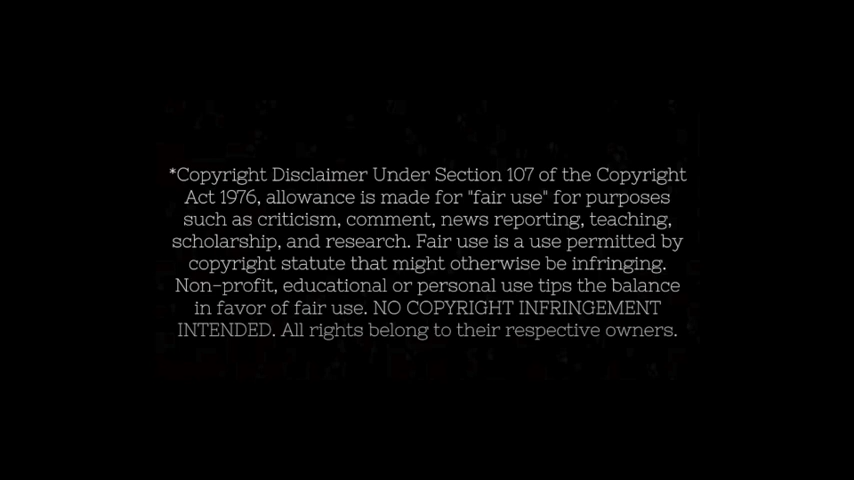 *Copyright Disclaimer Under Section 107 of the Copyright
Act 1976, allowance is made for "fair use" for purposes
such as criticism, comment, news reporting, teaching,
scholarship, and research. Fair use is a use permitted by
copyright statute that might otherwise be infringing.
Non-profit, educational or personal use tips the balance
in favor of fair use. NO COPYRIGHT INFRINGEMENT
INTENDED. All rights belong to their respective owners.